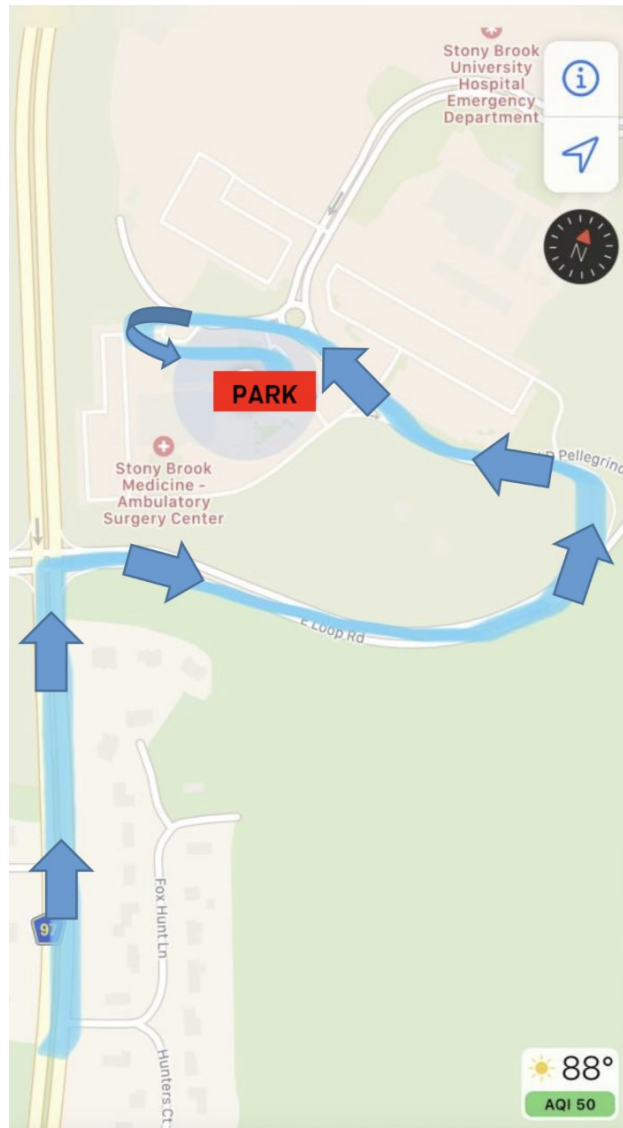 Stony Brook
University
Hospital
Emergency
Department
N
PARK
Stony Brook
Medicine -
Ambulatory
Surgery Center
D Pellegrino
E Loop Rd
97
Fox Hunt Ln
Hunters Ct
88°
AQI 50